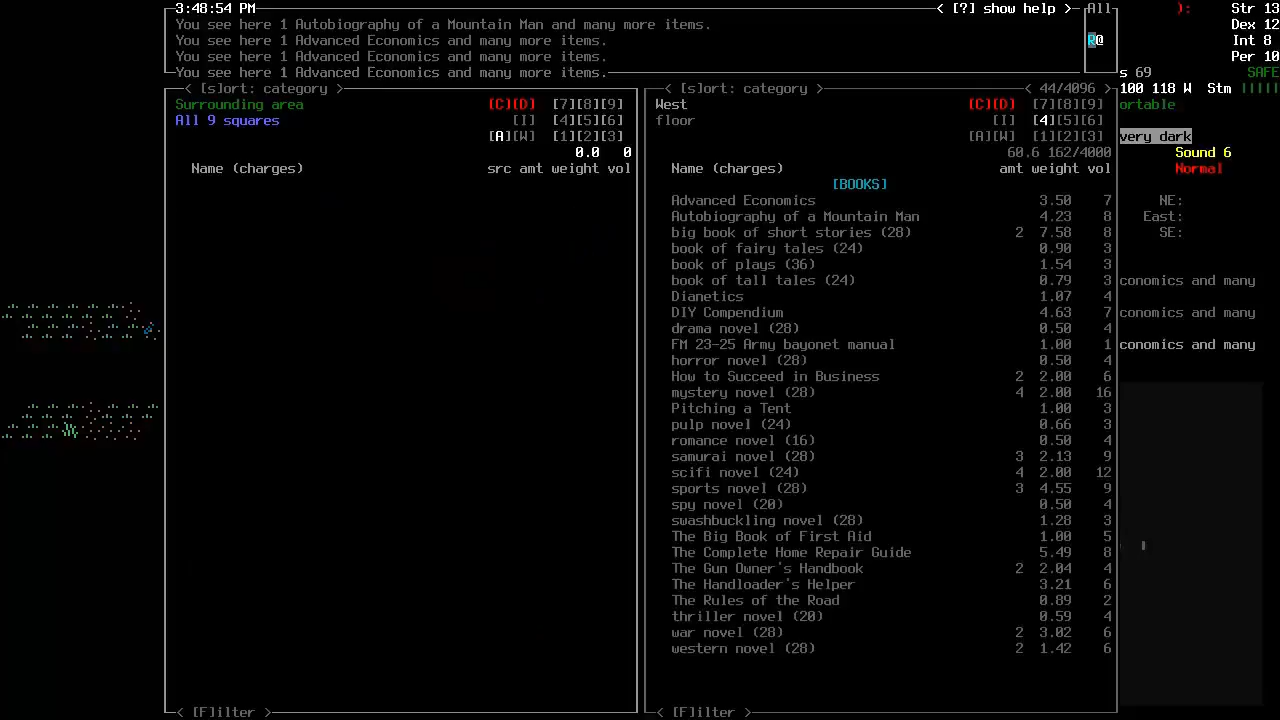 3:48:54 PM < [?] show help > All ): Str 13
You see here 1 Autobiography of a Mountain Man and many more items. Dex 12
You see here 1 Advanced Economics and many more items. R@ Int 8
You see here 1 Advanced Economics and many more items. Per 10
You see here 1 Advanced Economics and many more items. s 69 SAFE
< [s]ort: category > < [s]ort: category > < 44/4096 > 100 118 W Stm |||||
Surrounding area (C)(D) [7][8][9] West (C)(D) [7][8][9] ortable
All 9 squares [I] [4][5][6] floor [I] [4][5][6]
[A][W] [1][2][3] [A][W] [1][2][3] very dark
0.0 0 60.6 162/4000 Sound 6
Name (charges) src amt weight vol Name (charges) amt weight vol Normal
[BOOKS]
Advanced Economics 3.50 7 NE:
Autobiography of a Mountain Man 4.23 8 East:
big book of short stories (28) 2 7.58 8 SE:
book of fairy tales (24) 0.90 3
book of plays (36) 1.54 3
book of tall tales (24) 0.79 3 conomics and many
Dianetics 1.07 4
DIY Compendium 4.63 7 conomics and many
drama novel (28) 0.50 4
FM 23-25 Army bayonet manual 1.00 1 conomics and many
horror novel (28) 0.50 4
How to Succeed in Business 2 2.00 6
mystery novel (28) 4 2.00 16
Pitching a Tent 1.00 3
pulp novel (24) 0.66 3
romance novel (16) 0.50 4
samurai novel (28) 3 2.13 9
scifi novel (24) 4 2.00 12
sports novel (28) 3 4.55 9
spy novel (20) 0.50 4
swashbuckling novel (28) 1.28 3
The Big Book of First Aid 1.00 5
The Complete Home Repair Guide 5.49 8
The Gun Owner's Handbook 2 2.04 4
The Handloader's Helper 3.21 6
The Rules of the Road 0.89 2
thriller novel (20) 0.59 4
war novel (28) 2 3.02 6
western novel (28) 2 1.42 6
< [F]ilter > < [F]ilter >